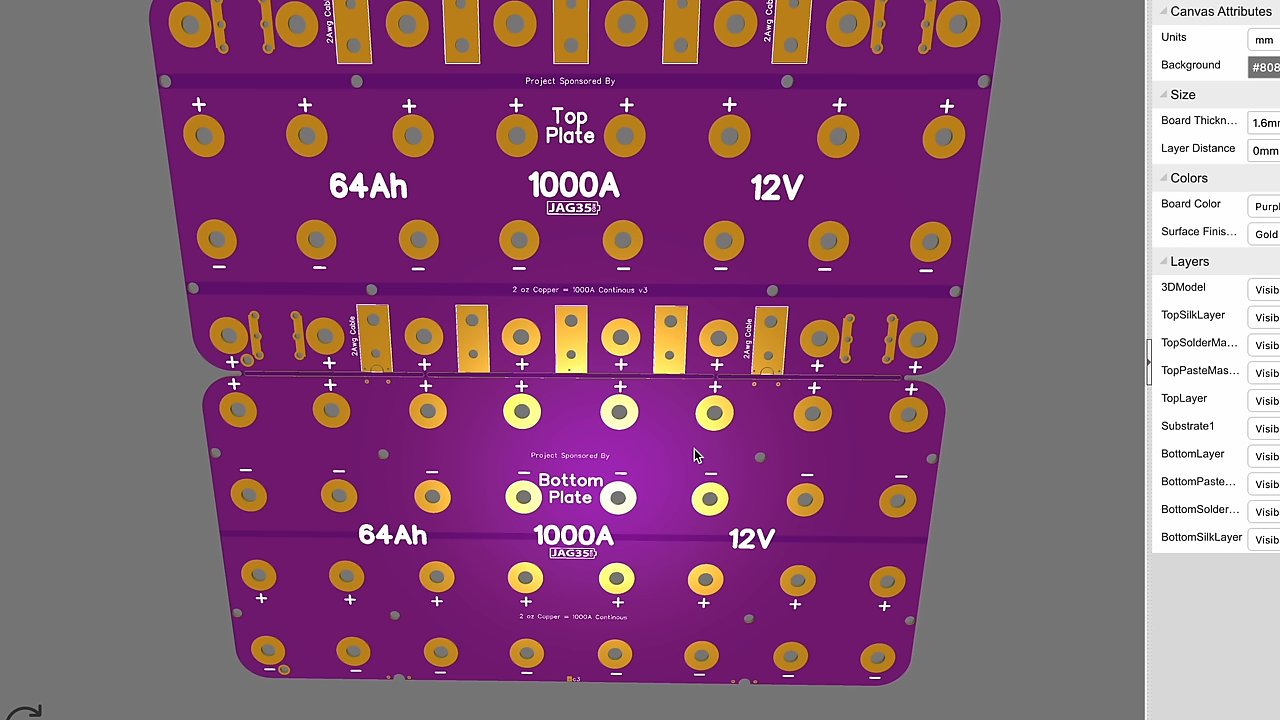 Canvas Attributes
Units
mm
Background
#808
Size
Board Thickn...
1.6mm
Layer Distance
0mm
Colors
Board Color
Purpl
Surface Finis...
Gold
Layers
3DModel
Visib
TopSilkLayer
Visib
TopSolderMa...
Visib
TopPasteMas...
Visib
TopLayer
Visib
Substrate1
Visib
BottomLayer
Visib
BottomPaste...
Visib
BottomSolder...
Visib
BottomSilkLayer
Visib
2Awg Cable
2Awg Cable
Project Sponsored By
+ + + + + + + +
Top
Plate
64Ah 1000A 12V
JAG35
− − − − − − − −
2 oz Copper = 1000A Continous v3
2Awg Cable
2Awg Cable
+ + + + + + + +
+ + + + + + + +
Project Sponsored By
− − − − − − − −
Bottom
Plate
64Ah 1000A 12V
JAG35
+ + + + + + + +
2 oz Copper = 1000A Continous
− − − − − − − −
c3